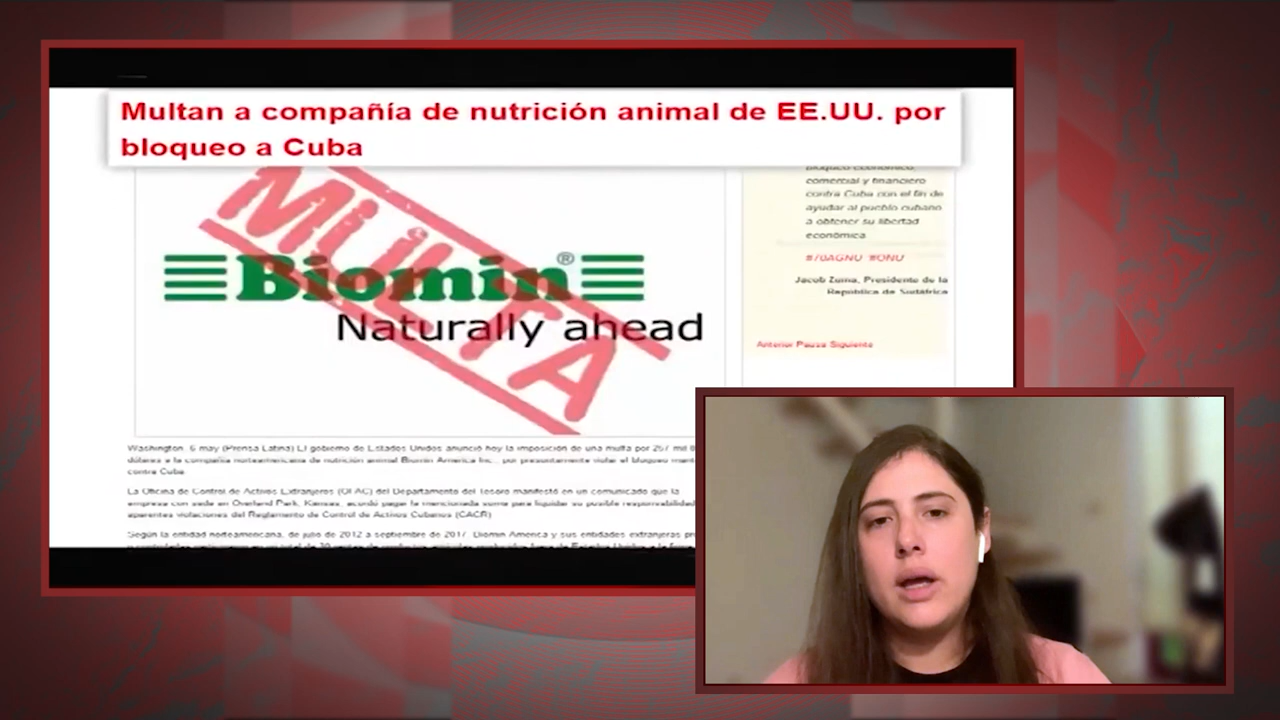 Multan a compañía de nutrición animal de EE.UU. por
bloqueo a Cuba
MULTA
Biomin®
Naturally ahead
bloqueo económico,
comercial y financiero
contra Cuba con el fin de
ayudar al pueblo cubano
a obtener su libertad
económica.
#70AGNU #ONU
Jacob Zuma, Presidente de la
República de Sudáfrica
Anterior Pausa Siguiente
Washington, 6 may (Prensa Latina) El gobierno de Estados Unidos anunció hoy la imposición de una multa por 257 mil
dólares a la compañía norteamericana de nutrición animal Biomin America Inc., por presuntamente violar el bloqueo
contra Cuba.
La Oficina de Control de Activos Extranjeros (OFAC) del Departamento del Tesoro manifestó en un comunicado que la
empresa con sede en Overland Park, Kansas, acordó pagar la mencionada suma para liquidar su posible responsabilidad
aparentes violaciones del Reglamento de Control de Activos Cubanos (CACR)
Según la entidad norteamericana, de julio de 2012 a septiembre de 2017, Biomin America y sus entidades extranjeras